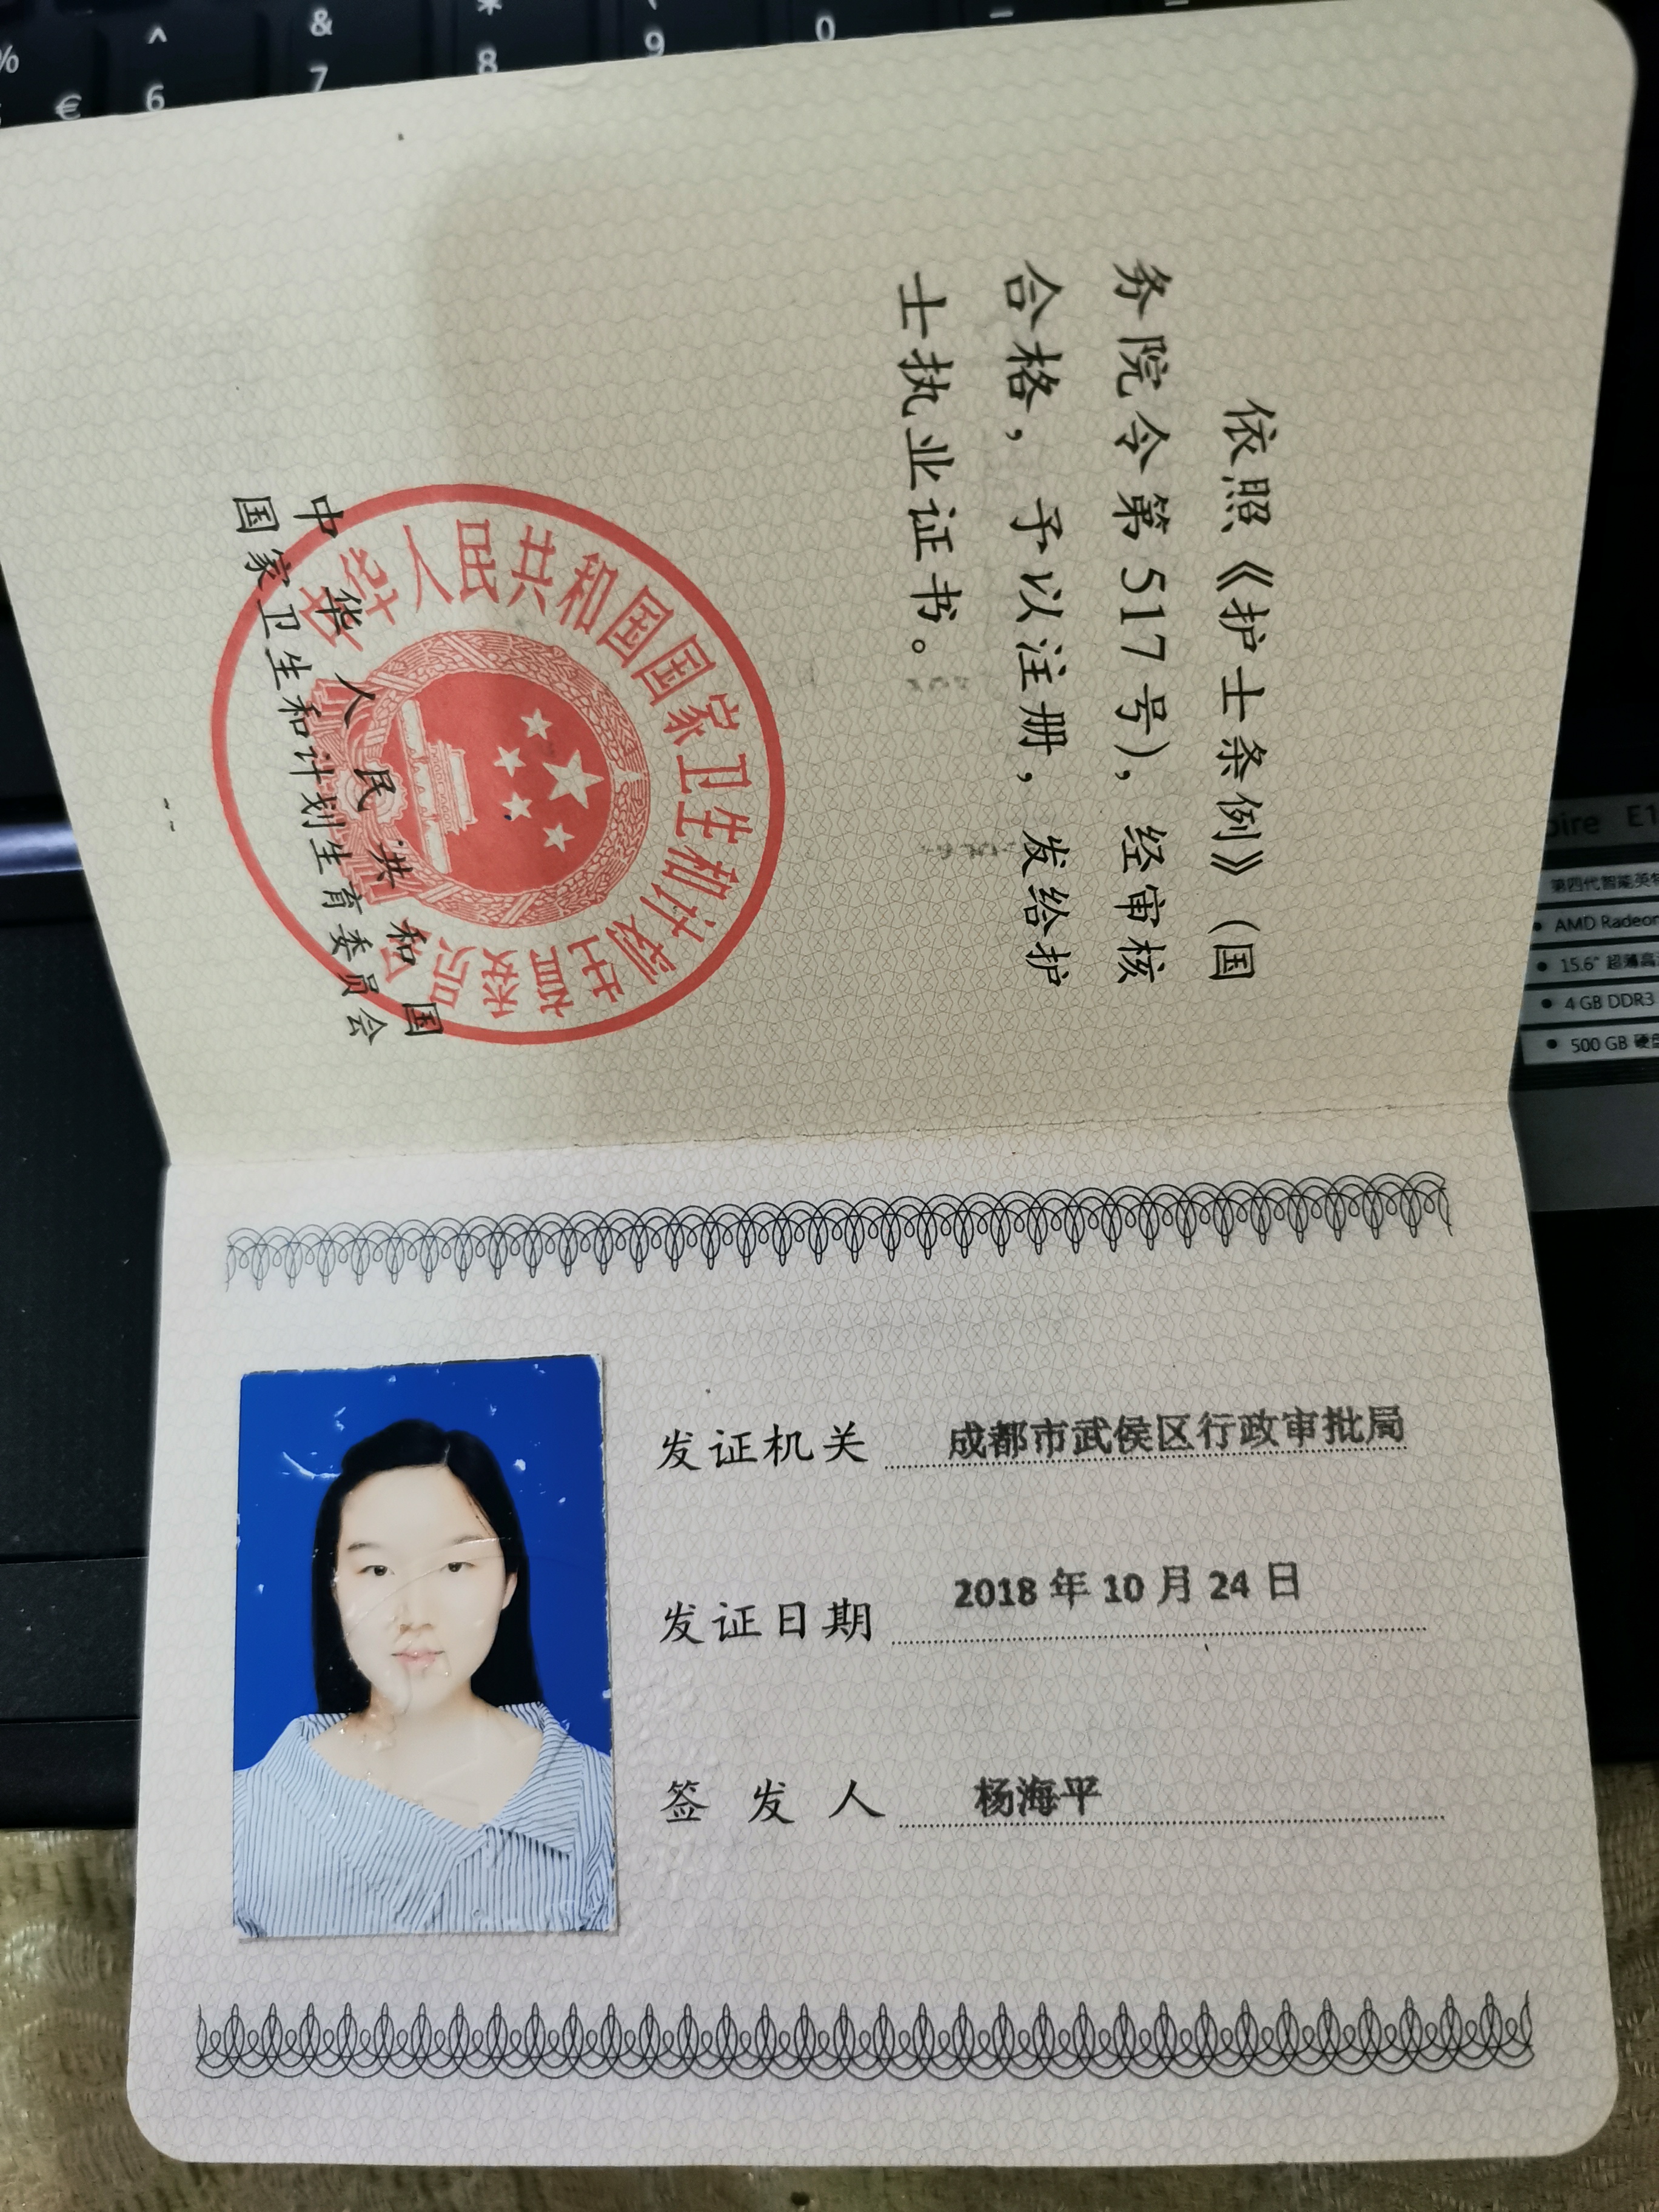 %
€
^
6
&
7
*
8
9
0
依照《护士条例》（国
务院令第 517 号），经审核
合格，予以注册，发给护
士执业证书。
中华人民共和国国家卫生和计划生育委员会
护士注册
中华人民共和国
国家卫生和计划生育委员会
pire E1
第四代智能英特
• AMD Radeon
• 15.6" 超薄高
• 4 GB DDR3
• 500 GB 硬盘
发证机关 成都市武侯区行政审批局
发证日期 2018 年 10 月 24 日
签发人 杨海平